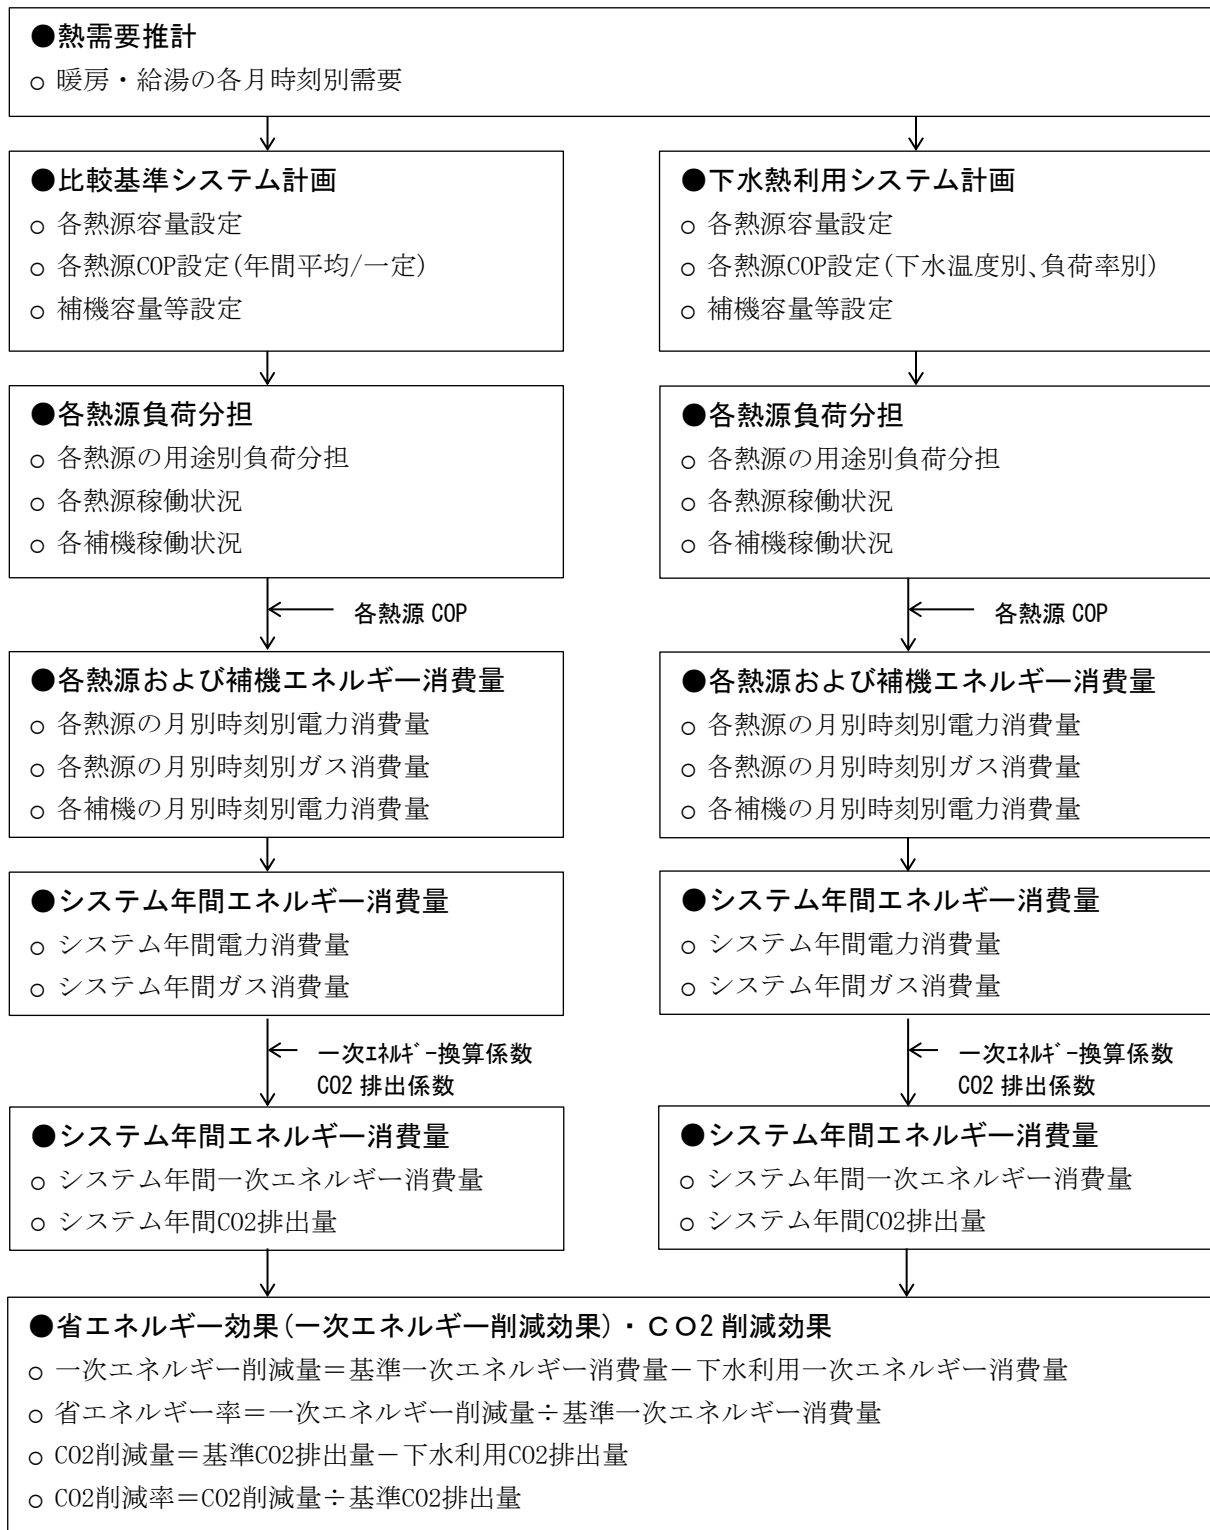 ●熱需要推計
○ 暖房・給湯の各月時刻別需要
●比較基準システム計画
○ 各熱源容量設定
○ 各熱源COP設定(年間平均/一定)
○ 補機容量等設定
●下水熱利用システム計画
○ 各熱源容量設定
○ 各熱源COP設定(下水温度別、負荷率別)
○ 補機容量等設定
●各熱源負荷分担
○ 各熱源の用途別負荷分担
○ 各熱源稼働状況
○ 各補機稼働状況
●各熱源負荷分担
○ 各熱源の用途別負荷分担
○ 各熱源稼働状況
○ 各補機稼働状況
各熱源 COP
各熱源 COP
●各熱源および補機エネルギー消費量
○ 各熱源の月別時刻別電力消費量
○ 各熱源の月別時刻別ガス消費量
○ 各補機の月別時刻別電力消費量
●各熱源および補機エネルギー消費量
○ 各熱源の月別時刻別電力消費量
○ 各熱源の月別時刻別ガス消費量
○ 各補機の月別時刻別電力消費量
●システム年間エネルギー消費量
○ システム年間電力消費量
○ システム年間ガス消費量
●システム年間エネルギー消費量
○ システム年間電力消費量
○ システム年間ガス消費量
一次ｴﾈﾙｷﾞｰ換算係数
CO2 排出係数
一次ｴﾈﾙｷﾞｰ換算係数
CO2 排出係数
●システム年間エネルギー消費量
○ システム年間一次エネルギー消費量
○ システム年間CO2排出量
●システム年間エネルギー消費量
○ システム年間一次エネルギー消費量
○ システム年間CO2排出量
●省エネルギー効果(一次エネルギー削減効果)・ＣＯ2 削減効果
○ 一次エネルギー削減量＝基準一次エネルギー消費量－下水利用一次エネルギー消費量
○ 省エネルギー率＝一次エネルギー削減量÷基準一次エネルギー消費量
○ CO2削減量＝基準CO2排出量－下水利用CO2排出量
○ CO2削減率＝CO2削減量÷基準CO2排出量